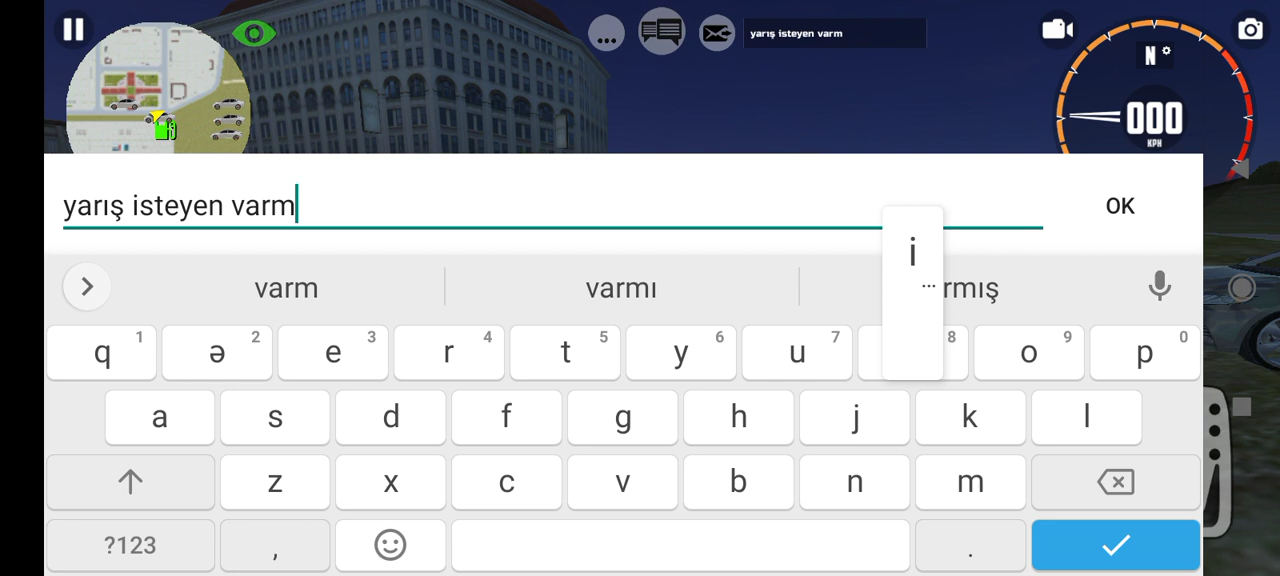 ... yarış isteyen varm
N
000
KPH
yarış isteyen varm OK
i
...
varm varmı rmış
q 1 ə 2 e 3 r 4 t 5 y 6 u 7 8 o 9 p 0
a s d f g h j k l
z x c v b n m
?123 , .